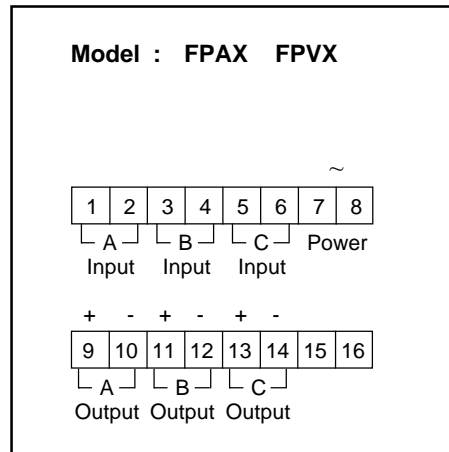 Model : FPAX FPVX
~
1 2 3 4 5 6 7 8
A B C Power
Input Input Input
+ - + - + -
9 10 11 12 13 14 15 16
A B C
Output Output Output